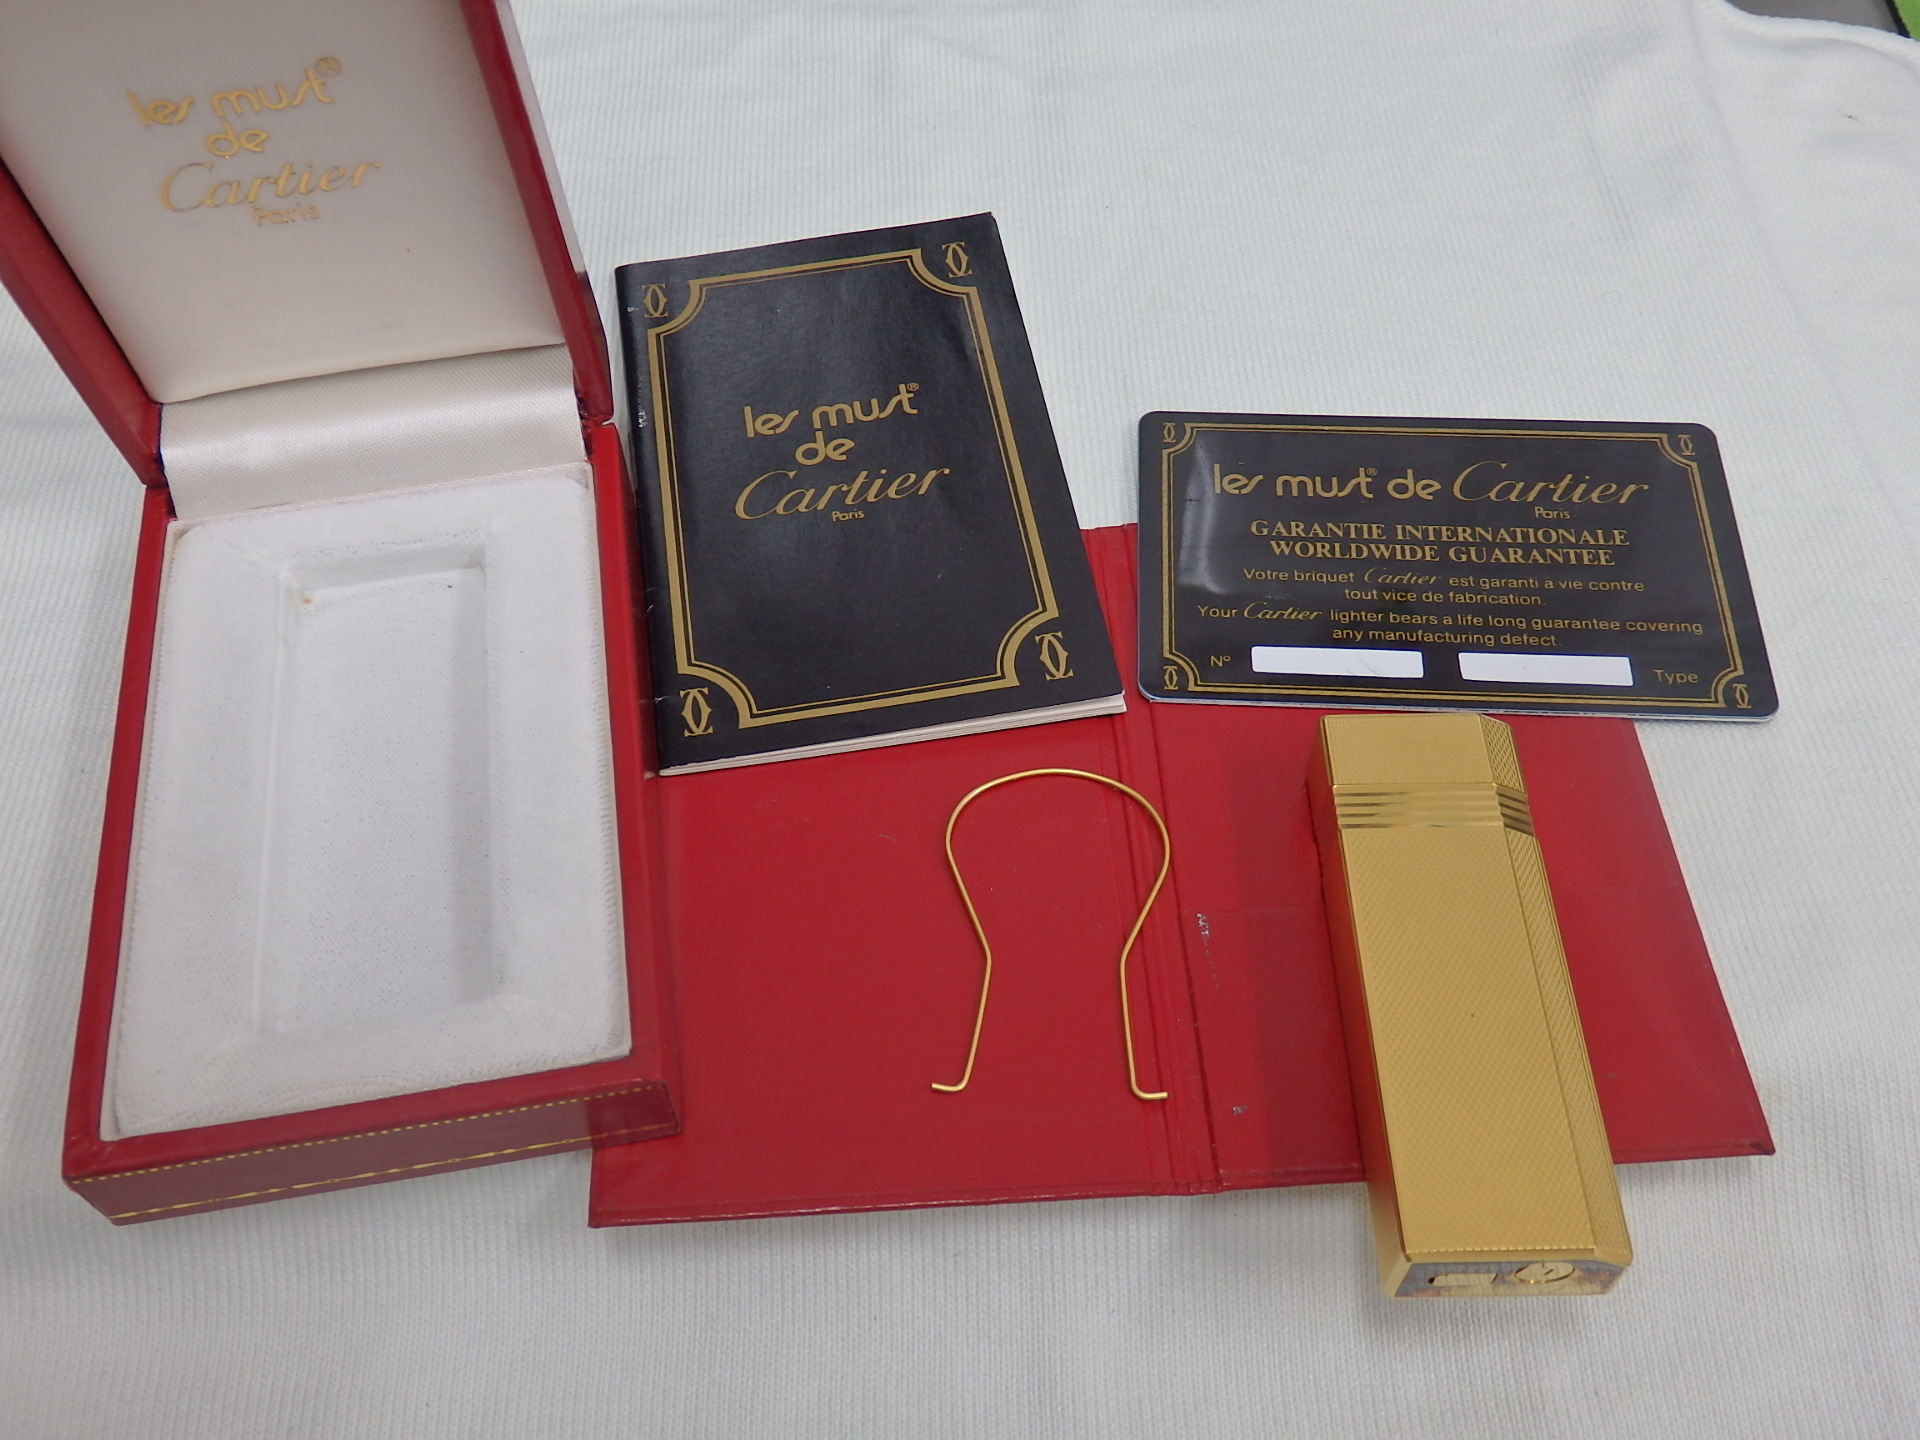 les must®
de
Cartier
Paris
les must®
de
Cartier
Paris
les must® de Cartier
Paris
GARANTIE INTERNATIONALE
WORLDWIDE GUARANTEE
Votre briquet Cartier est garanti à vie contre
tout vice de fabrication.
Your Cartier lighter bears a life long guarantee covering
any manufacturing defect.
N° Type